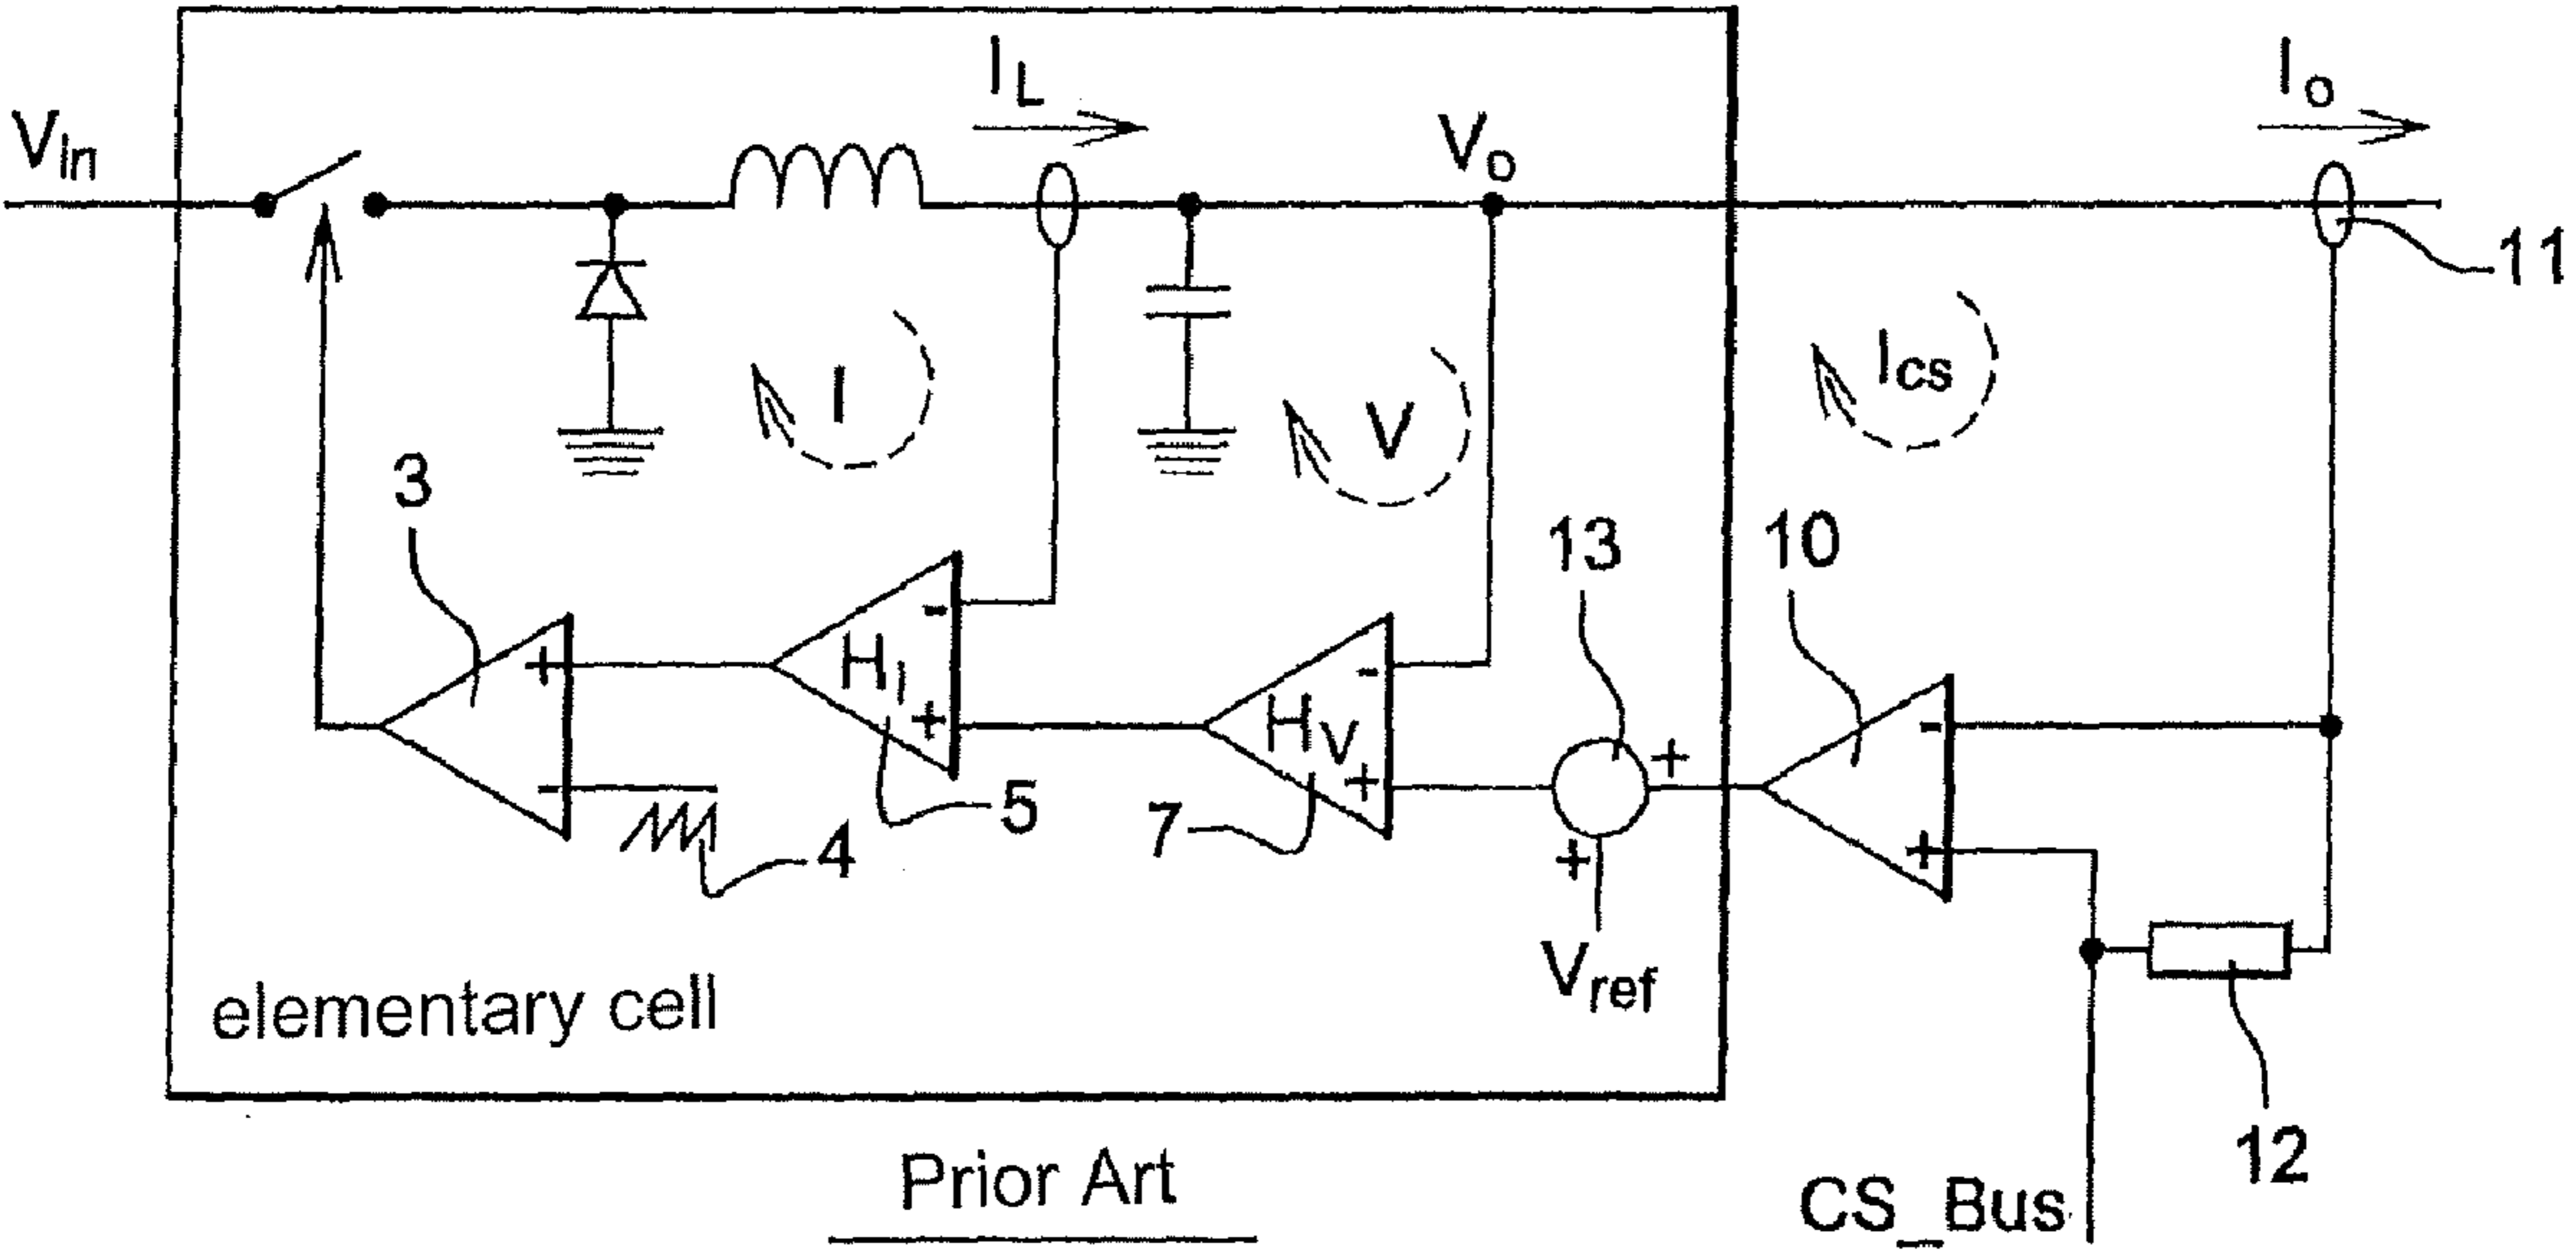 I_L
I_o
V_In
V_o
11
I
V
I_cs
3
13
10
-
+
H_I
+
-
H_V
+
+
-
+
-
+
4
5
7
+
V_ref
12
elementary cell
CS_Bus
Prior Art